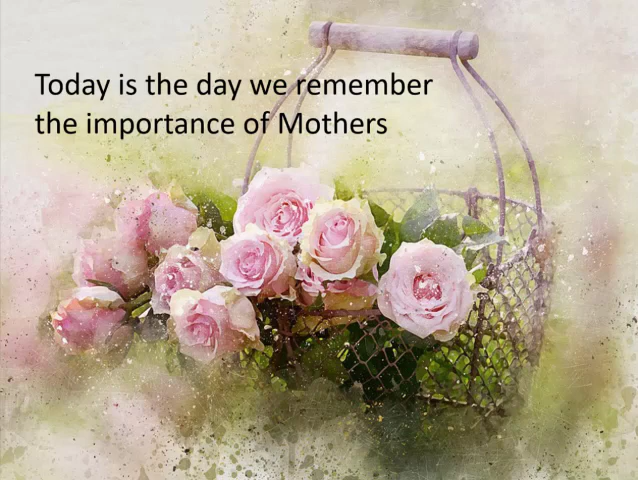 Today is the day we remember
the importance of Mothers